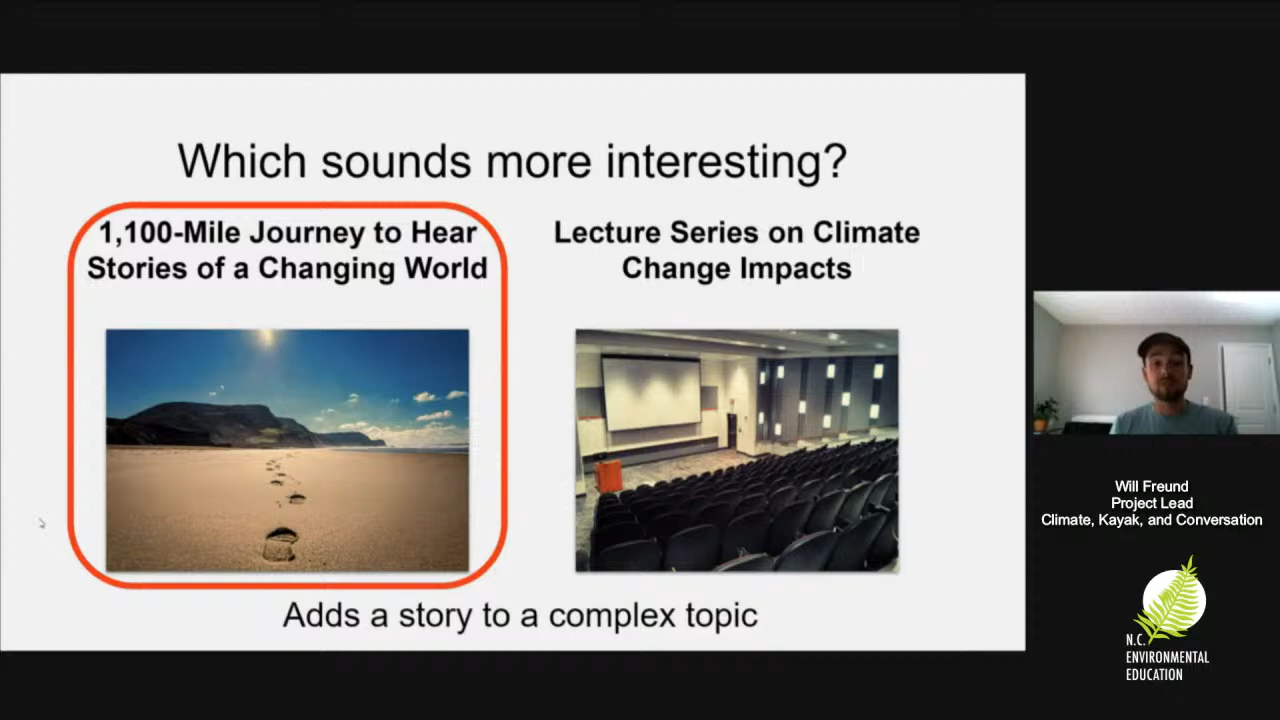 Which sounds more interesting?
1,100-Mile Journey to Hear
Stories of a Changing World
Lecture Series on Climate
Change Impacts
Adds a story to a complex topic
Will Freund
Project Lead
Climate, Kayak, and Conversation
N.C.
ENVIRONMENTAL
EDUCATION